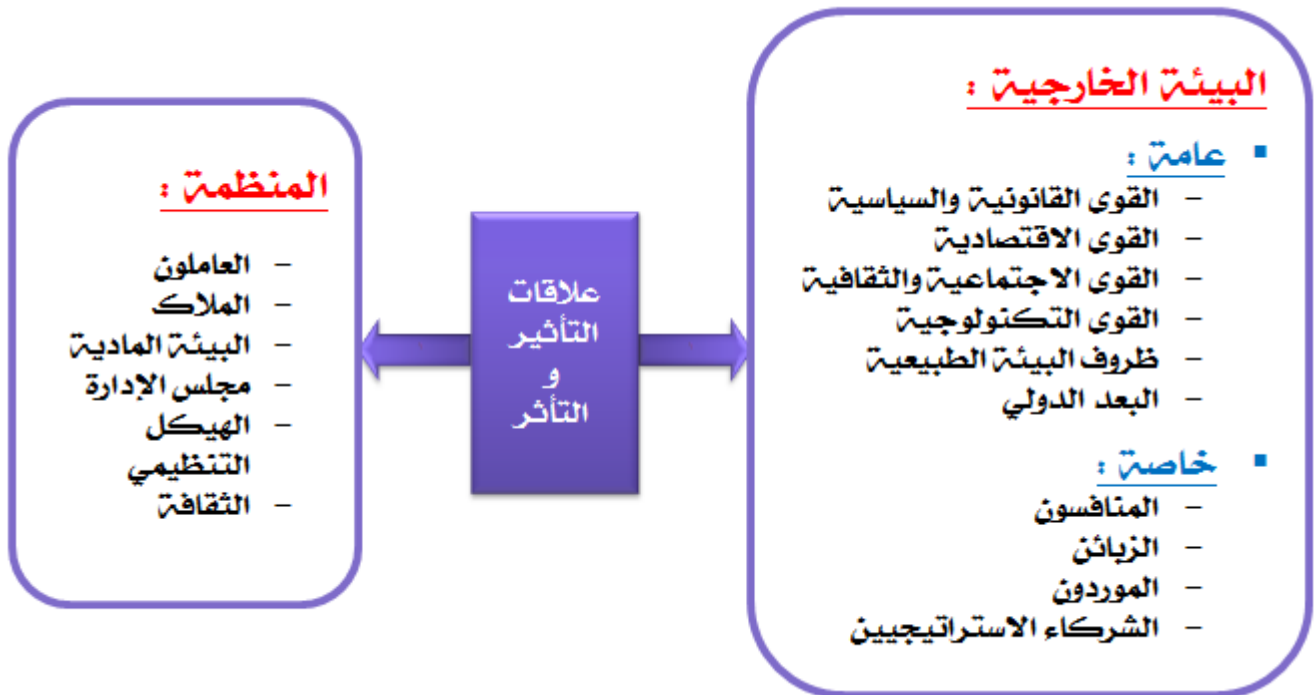 البيئة الخارجية :
▪ عامة :
– القوى القانونية والسياسية
– القوى الاقتصادية
– القوى الاجتماعية والثقافية
– القوى التكنولوجية
– ظروف البيئة الطبيعية
– البعد الدولي
▪ خاصة :
– المنافسون
– الزبائن
– الموردون
– الشركاء الاستراتيجيين
علاقات
التأثير
و
التأثر
المنظمة :
– العاملون
– الملاك
– البيئة المادية
– مجلس الإدارة
– الهيكل
التنظيمي
– الثقافة